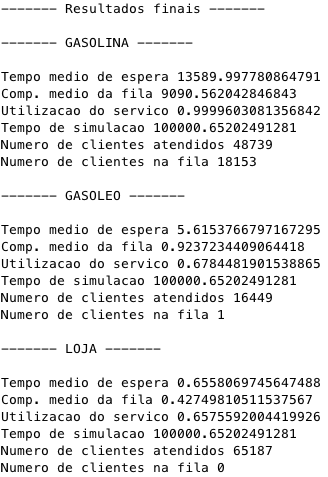 ------- Resultados finais -------
------- GASOLINA -------
Tempo medio de espera 13589.997780864791
Comp. medio da fila 9090.562042846843
Utilizacao do servico 0.9999603081356842
Tempo de simulacao 100000.65202491281
Numero de clientes atendidos 48739
Numero de clientes na fila 18153
------- GASOLEO -------
Tempo medio de espera 5.6153766797167295
Comp. medio da fila 0.9237234409064418
Utilizacao do servico 0.6784481901538865
Tempo de simulacao 100000.65202491281
Numero de clientes atendidos 16449
Numero de clientes na fila 1
------- LOJA -------
Tempo medio de espera 0.6558069745647488
Comp. medio da fila 0.42749810511537567
Utilizacao do servico 0.6575592004419926
Tempo de simulacao 100000.65202491281
Numero de clientes atendidos 65187
Numero de clientes na fila 0